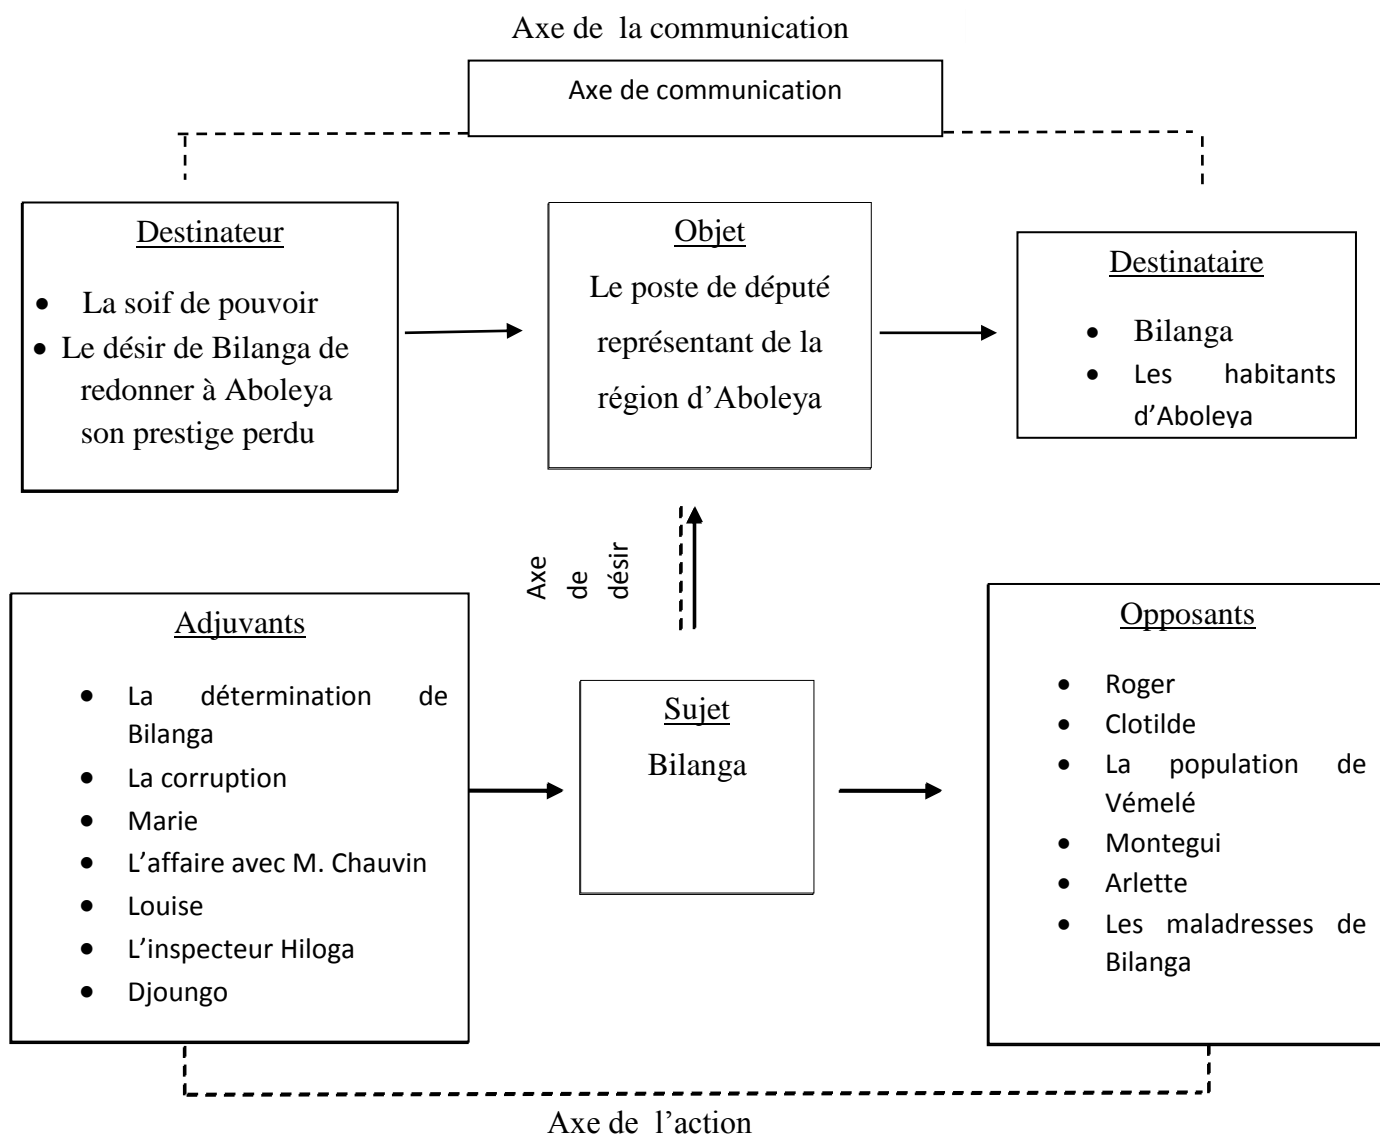 Axe de la communication
Axe de communication
Destinateur
• La soif de pouvoir
• Le désir de Bilanga de
redonner à Aboleya
son prestige perdu
Objet
Le poste de député
représentant de la
région d’Aboleya
Destinataire
• Bilanga
• Les habitants
d’Aboleya
Axe
de
désir
Adjuvants
• La détermination de
Bilanga
• La corruption
• Marie
• L’affaire avec M. Chauvin
• Louise
• L’inspecteur Hiloga
• Djoungo
Sujet
Bilanga
Opposants
• Roger
• Clotilde
• La population de
Vémelé
• Montegui
• Arlette
• Les maladresses de
Bilanga
Axe de l’action